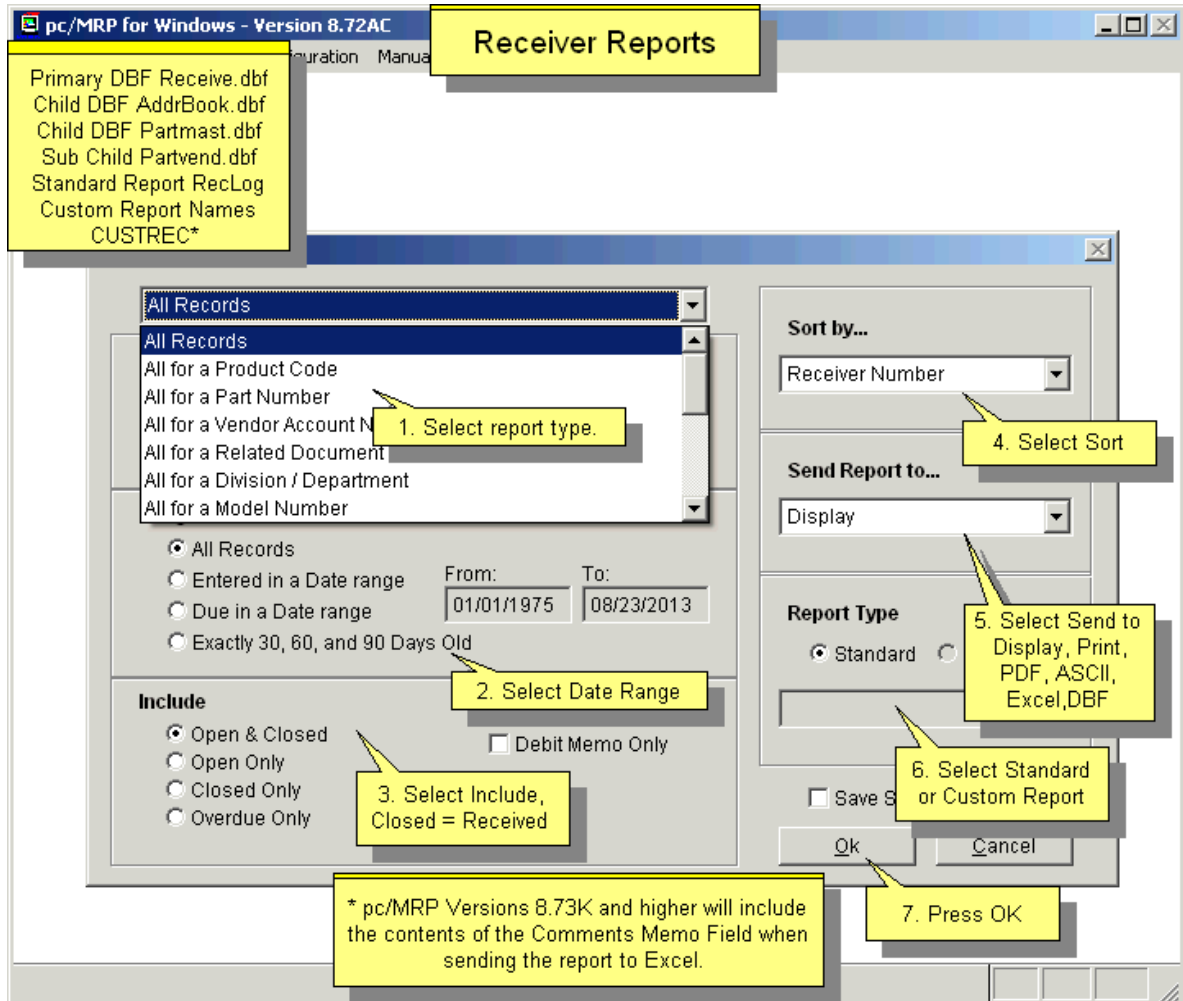 pc/MRP for Windows - Version 8.72AC
Receiver Reports
Primary DBF Receive.dbf
Child DBF AddrBook.dbf
Child DBF Partmast.dbf
Sub Child Partvend.dbf
Standard Report RecLog
Custom Report Names
CUSTREC*
All Records
All Records
All for a Product Code
All for a Part Number
All for a Vendor Account N
All for a Related Document
All for a Division / Department
All for a Model Number
1. Select report type.
All Records
Entered in a Date range
Due in a Date range
Exactly 30, 60, and 90 Days Old
From:
To:
01/01/1975
08/23/2013
2. Select Date Range
Include
Open & Closed
Open Only
Closed Only
Overdue Only
Debit Memo Only
3. Select Include,
Closed = Received
Sort by...
Receiver Number
4. Select Sort
Send Report to...
Display
5. Select Send to
Display, Print,
PDF, ASCII,
Excel,DBF
Report Type
Standard
6. Select Standard
or Custom Report
Save S
Ok
Cancel
7. Press OK
* pc/MRP Versions 8.73K and higher will include
the contents of the Comments Memo Field when
sending the report to Excel.